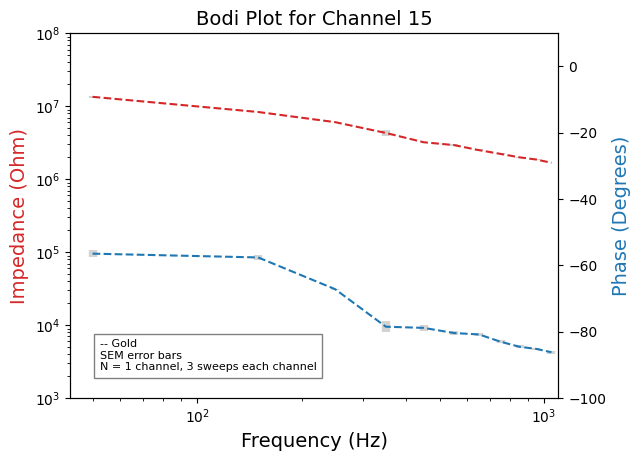 Bodi Plot for Channel 15
10^8
10^7
10^6
10^5
10^4
10^3
Impedance (Ohm)
0
−20
−40
−60
−80
−100
Phase (Degrees)
-- Gold
SEM error bars
N = 1 channel, 3 sweeps each channel
10^2
10^3
Frequency (Hz)